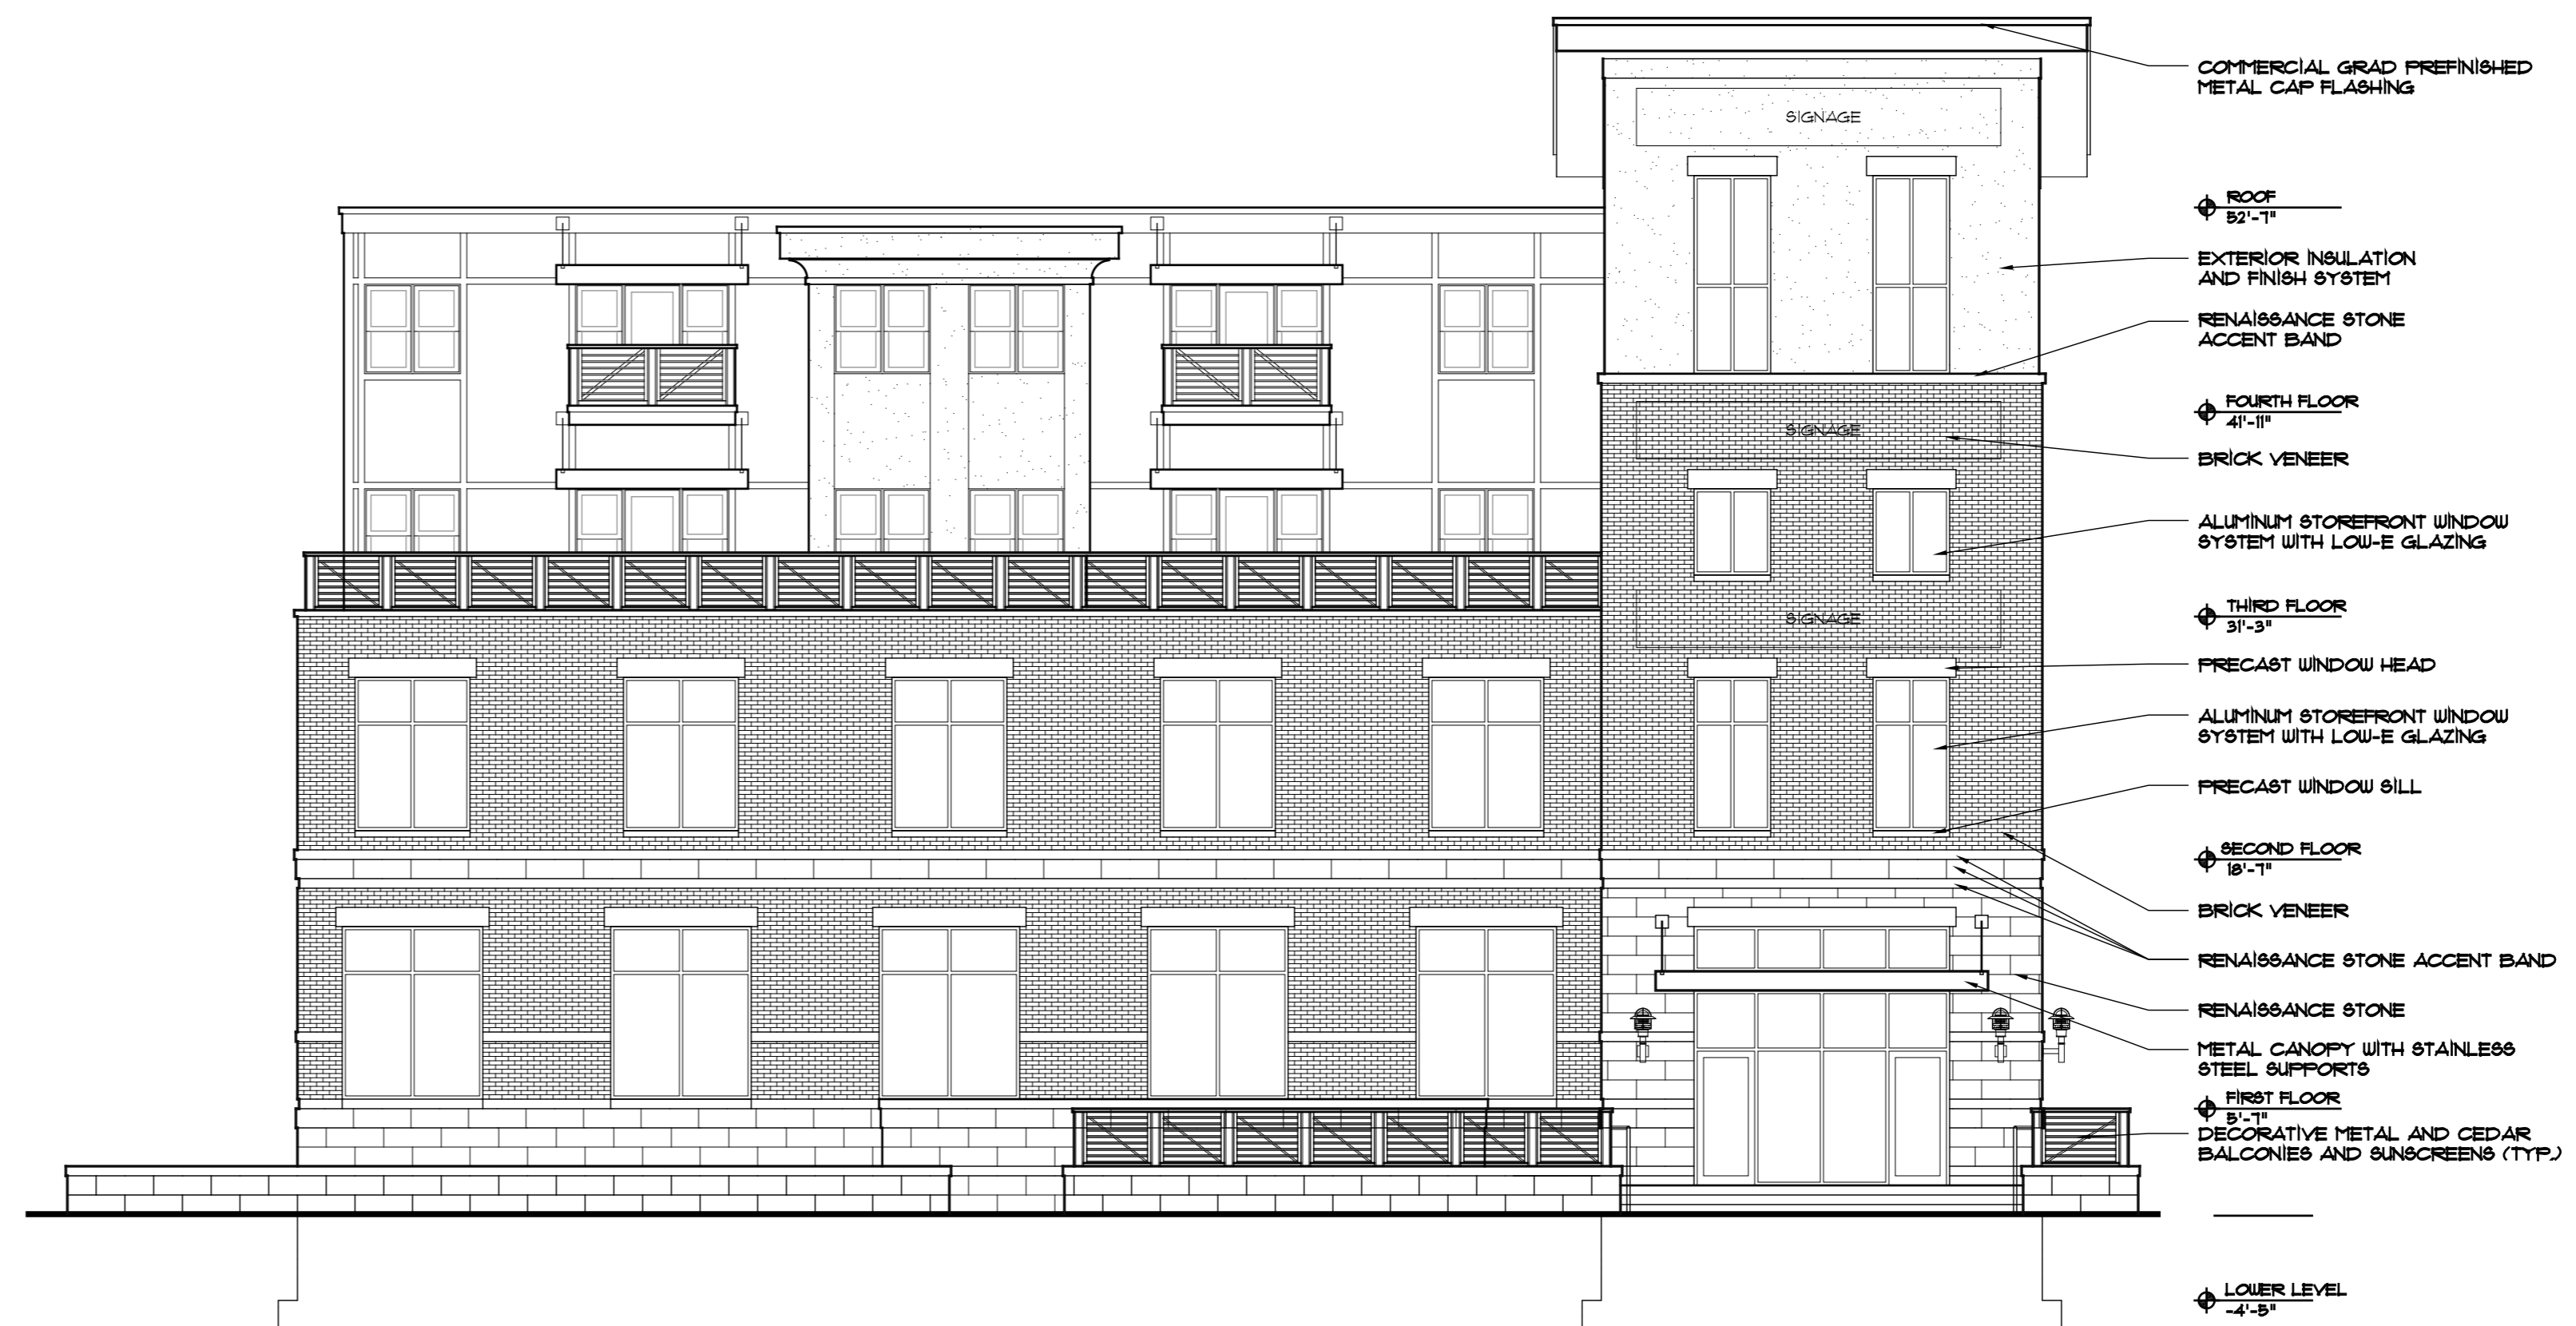 COMMERCIAL GRAD PREFINISHED
METAL CAP FLASHING
SIGNAGE
ROOF
52'-7"
EXTERIOR INSULATION
AND FINISH SYSTEM
RENAISSANCE STONE
ACCENT BAND
FOURTH FLOOR
41'-11"
SIGNAGE
BRICK VENEER
ALUMINUM STOREFRONT WINDOW
SYSTEM WITH LOW-E GLAZING
THIRD FLOOR
31'-3"
SIGNAGE
PRECAST WINDOW HEAD
ALUMINUM STOREFRONT WINDOW
SYSTEM WITH LOW-E GLAZING
PRECAST WINDOW SILL
SECOND FLOOR
18'-7"
BRICK VENEER
RENAISSANCE STONE ACCENT BAND
RENAISSANCE STONE
METAL CANOPY WITH STAINLESS
STEEL SUPPORTS
FIRST FLOOR
5'-7"
DECORATIVE METAL AND CEDAR
BALCONIES AND SUNSCREENS (TYP.)
LOWER LEVEL
-4'-5"